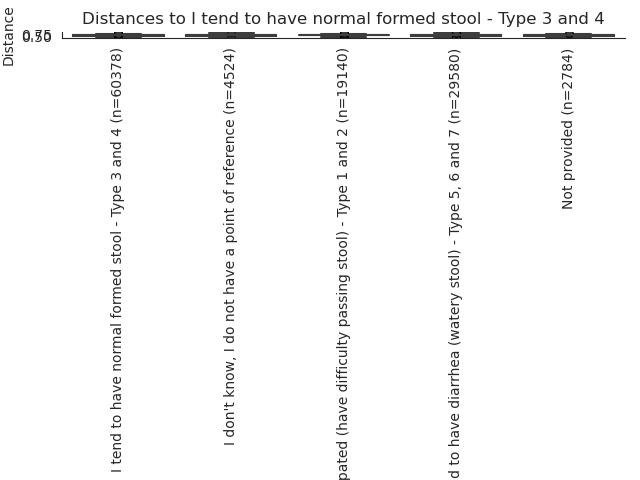 Distances to I tend to have normal formed stool - Type 3 and 4
Distance
0.75
0.50
I tend to have normal formed stool - Type 3 and 4 (n=60378)
I don't know, I do not have a point of reference (n=4524)
pated (have difficulty passing stool) - Type 1 and 2 (n=19140)
d to have diarrhea (watery stool) - Type 5, 6 and 7 (n=29580)
Not provided (n=2784)